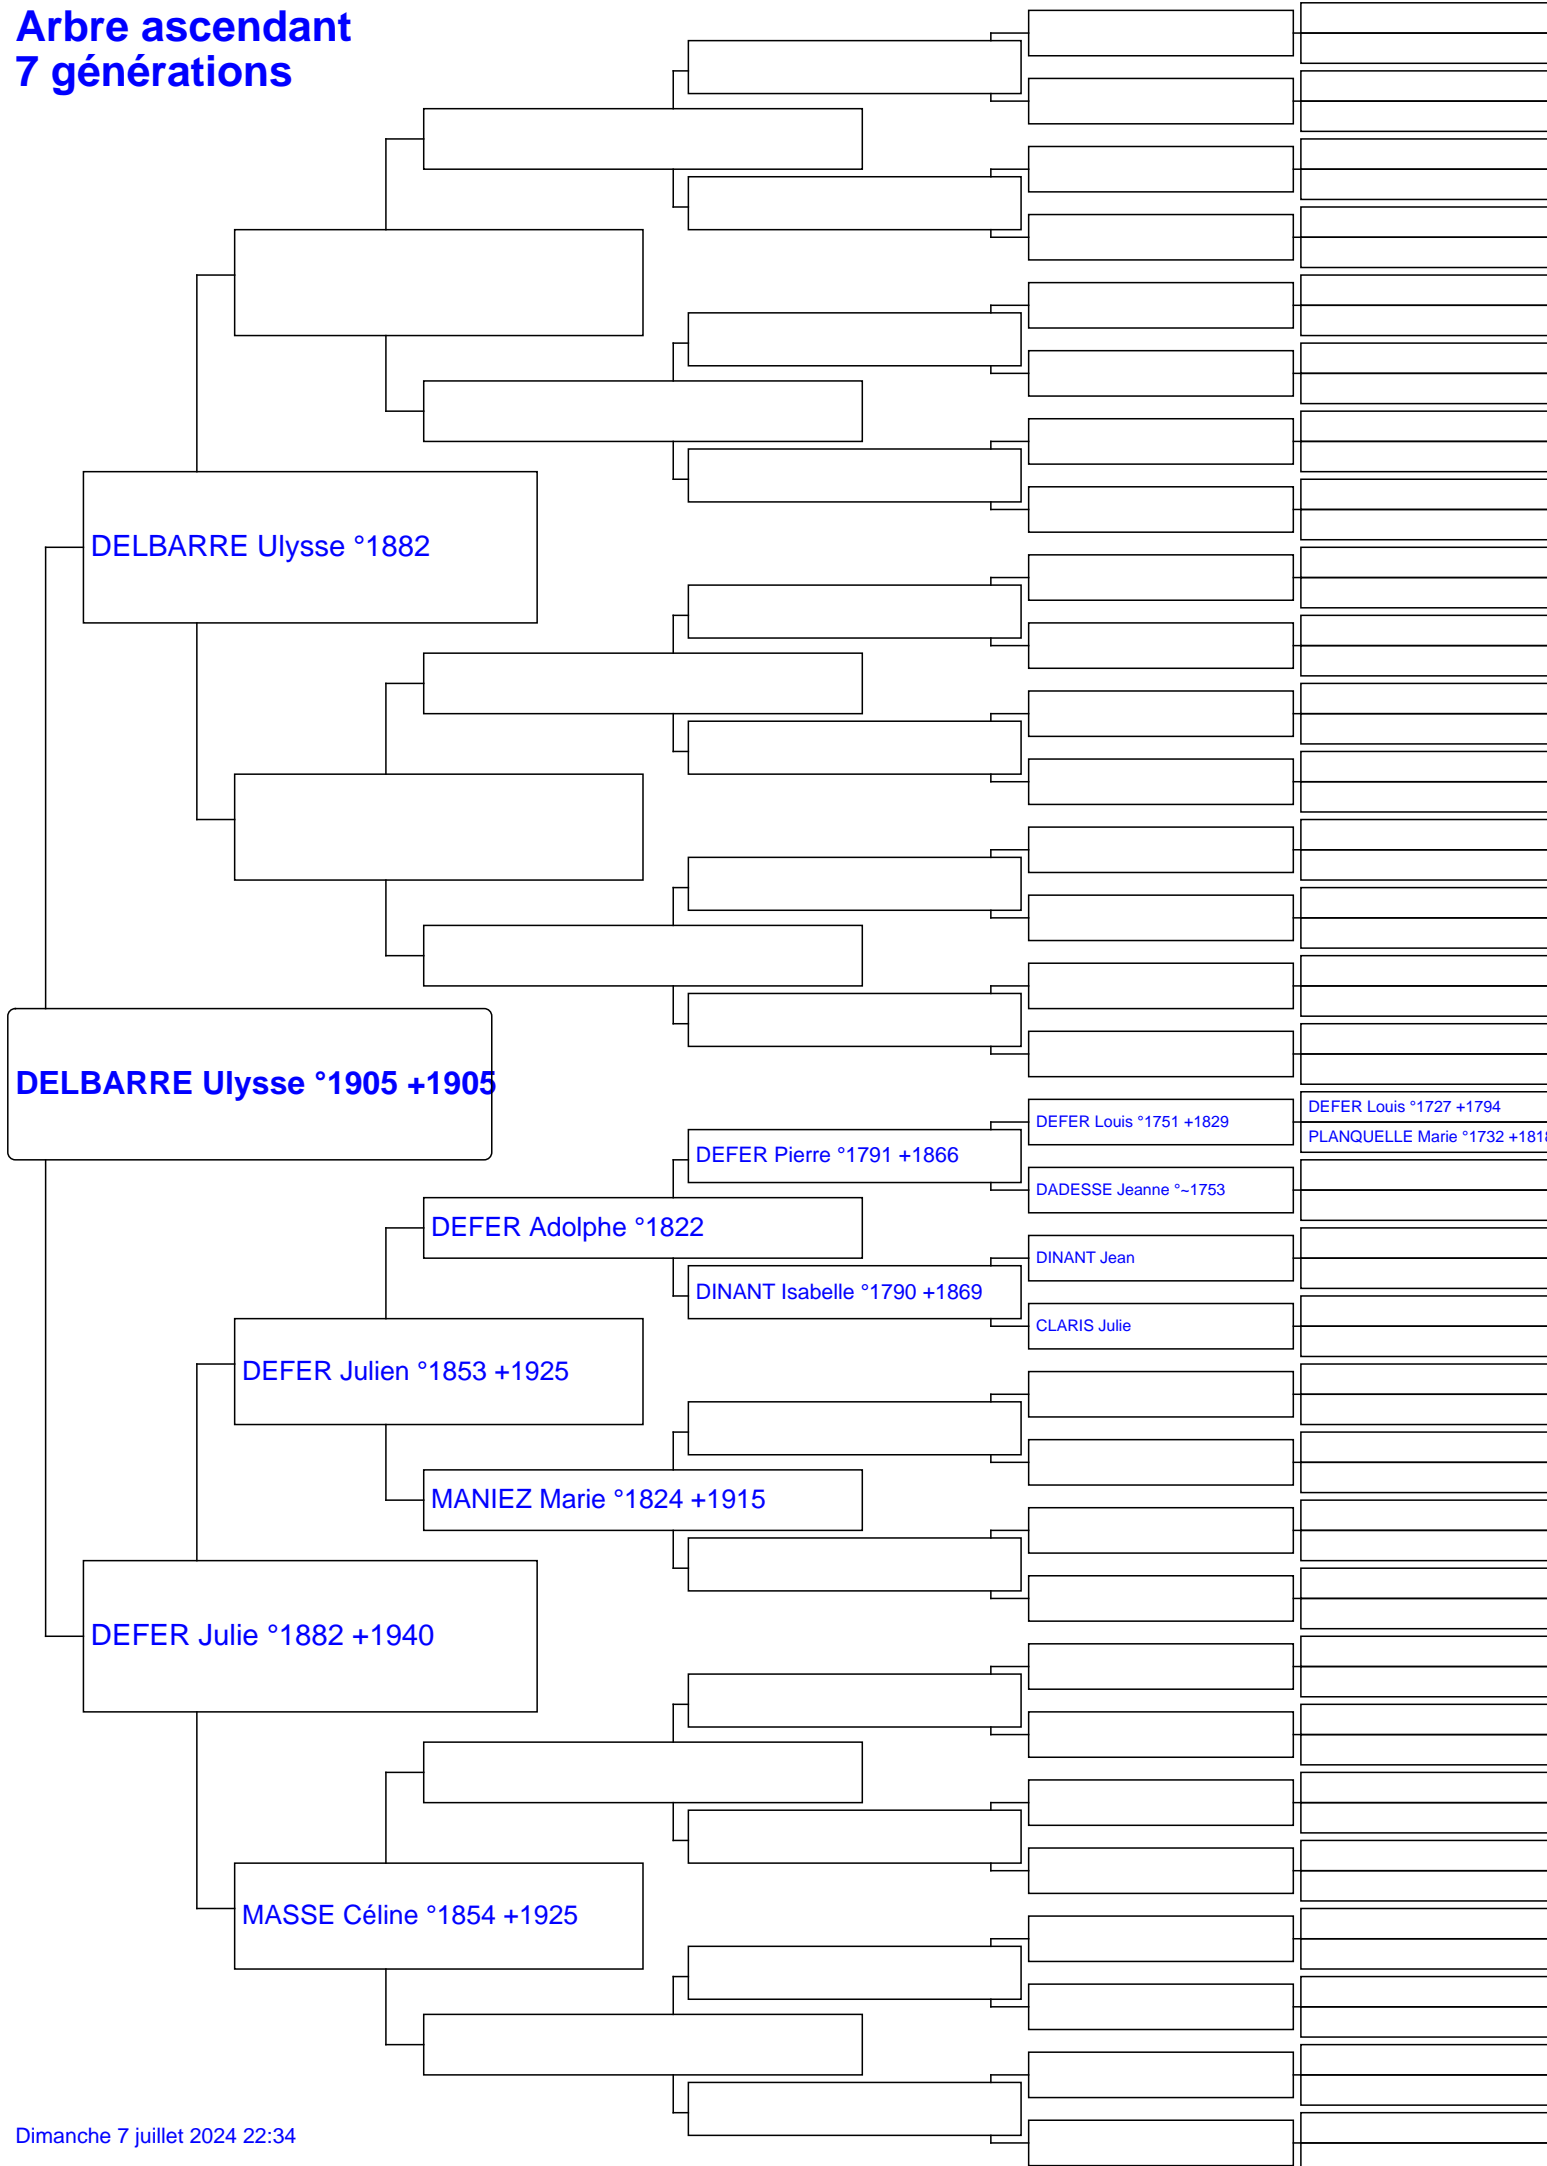 Arbre ascendant
7 générations
DELBARRE Ulysse °1882
DELBARRE Ulysse °1905 +1905
DEFER Louis °1727 +1794
DEFER Louis °1751 +1829
PLANQUELLE Marie °1732 +1818
DEFER Pierre °1791 +1866
DADESSE Jeanne °~1753
DEFER Adolphe °1822
DINANT Jean
DINANT Isabelle °1790 +1869
CLARIS Julie
DEFER Julien °1853 +1925
MANIEZ Marie °1824 +1915
DEFER Julie °1882 +1940
MASSE Céline °1854 +1925
Dimanche 7 juillet 2024 22:34